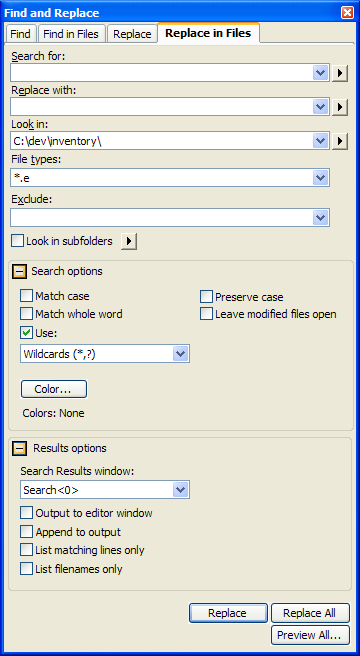 Find and Replace
Find Find in Files Replace Replace in Files
Search for:
Replace with:
Look in:
C:\dev\inventory\
File types:
*.e
Exclude:
Look in subfolders
Search options
Match case Preserve case
Match whole word Leave modified files open
Use:
Wildcards (*,?)
Color...
Colors: None
Results options
Search Results window:
Search<0>
Output to editor window
Append to output
List matching lines only
List filenames only
Replace Replace All
Preview All...